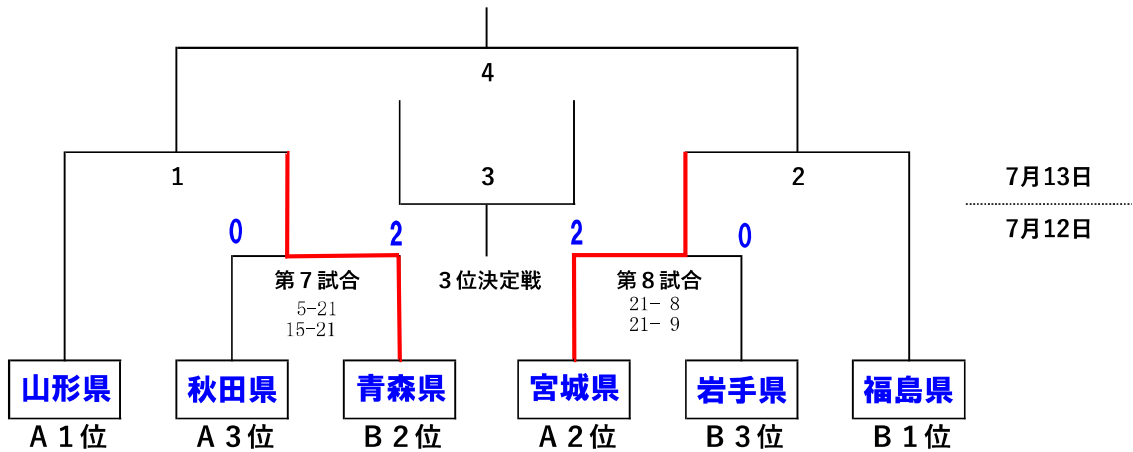 4
1
3
2
7月13日
7月12日
0
2
2
0
第7試合
3位決定戦
第8試合
5-21
15-21
21- 8
21- 9
山形県
秋田県
青森県
宮城県
岩手県
福島県
A1位
A3位
B2位
A2位
B3位
B1位